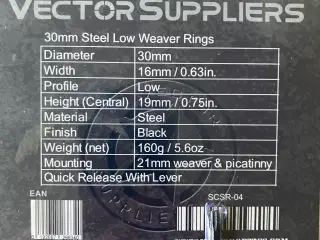 VECTOR SUPPLIERS
30mm Steel Low Weaver Rings
Diameter 30mm
Width 16mm / 0.63in.
Profile Low
Height (Central) 19mm / 0.75in.
Material Steel
Finish Black
Weight (net) 160g / 5.6oz
Mounting 21mm weaver & picatinny
Quick Release With Lever
EAN SCSR-04